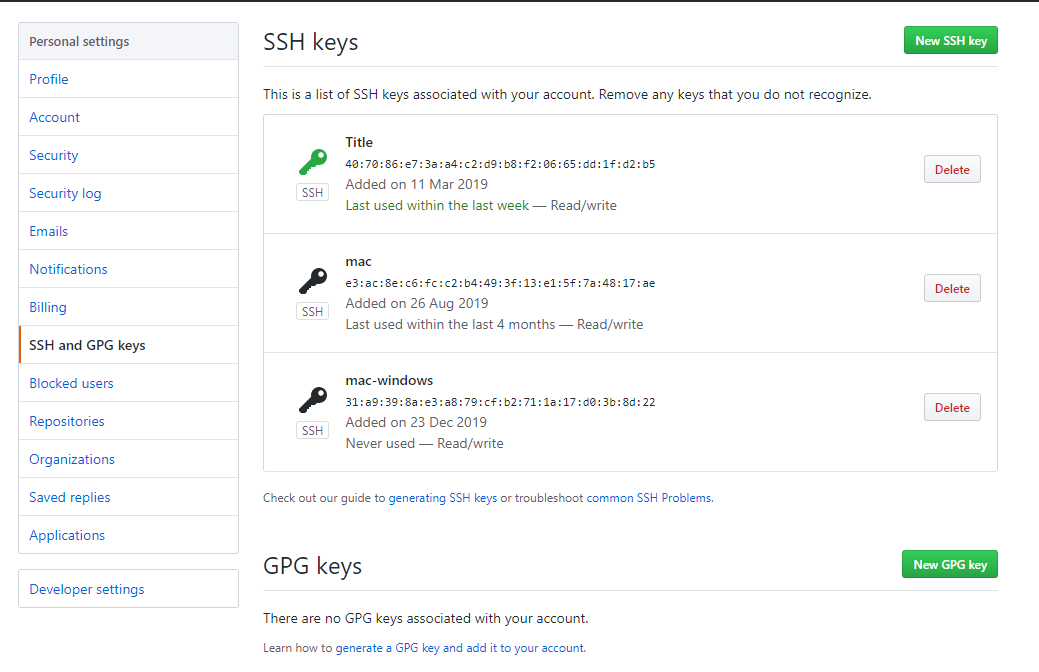 Personal settings
Profile
Account
Security
Security log
Emails
Notifications
Billing
SSH and GPG keys
Blocked users
Repositories
Organizations
Saved replies
Applications
Developer settings
SSH keys
New SSH key
This is a list of SSH keys associated with your account. Remove any keys that you do not recognize.
SSH
Title
40:70:86:e7:3a:a4:c2:d9:b8:f2:06:65:dd:1f:d2:b5
Added on 11 Mar 2019
Last used within the last week — Read/write
Delete
SSH
mac
e3:ac:8e:c6:fc:c2:b4:49:3f:13:e1:5f:7a:48:17:ae
Added on 26 Aug 2019
Last used within the last 4 months — Read/write
Delete
SSH
mac-windows
31:a9:39:8a:e3:a8:79:cf:b2:71:1a:17:d0:3b:8d:22
Added on 23 Dec 2019
Never used — Read/write
Delete
Check out our guide to generating SSH keys or troubleshoot common SSH Problems.
GPG keys
New GPG key
There are no GPG keys associated with your account.
Learn how to generate a GPG key and add it to your account.